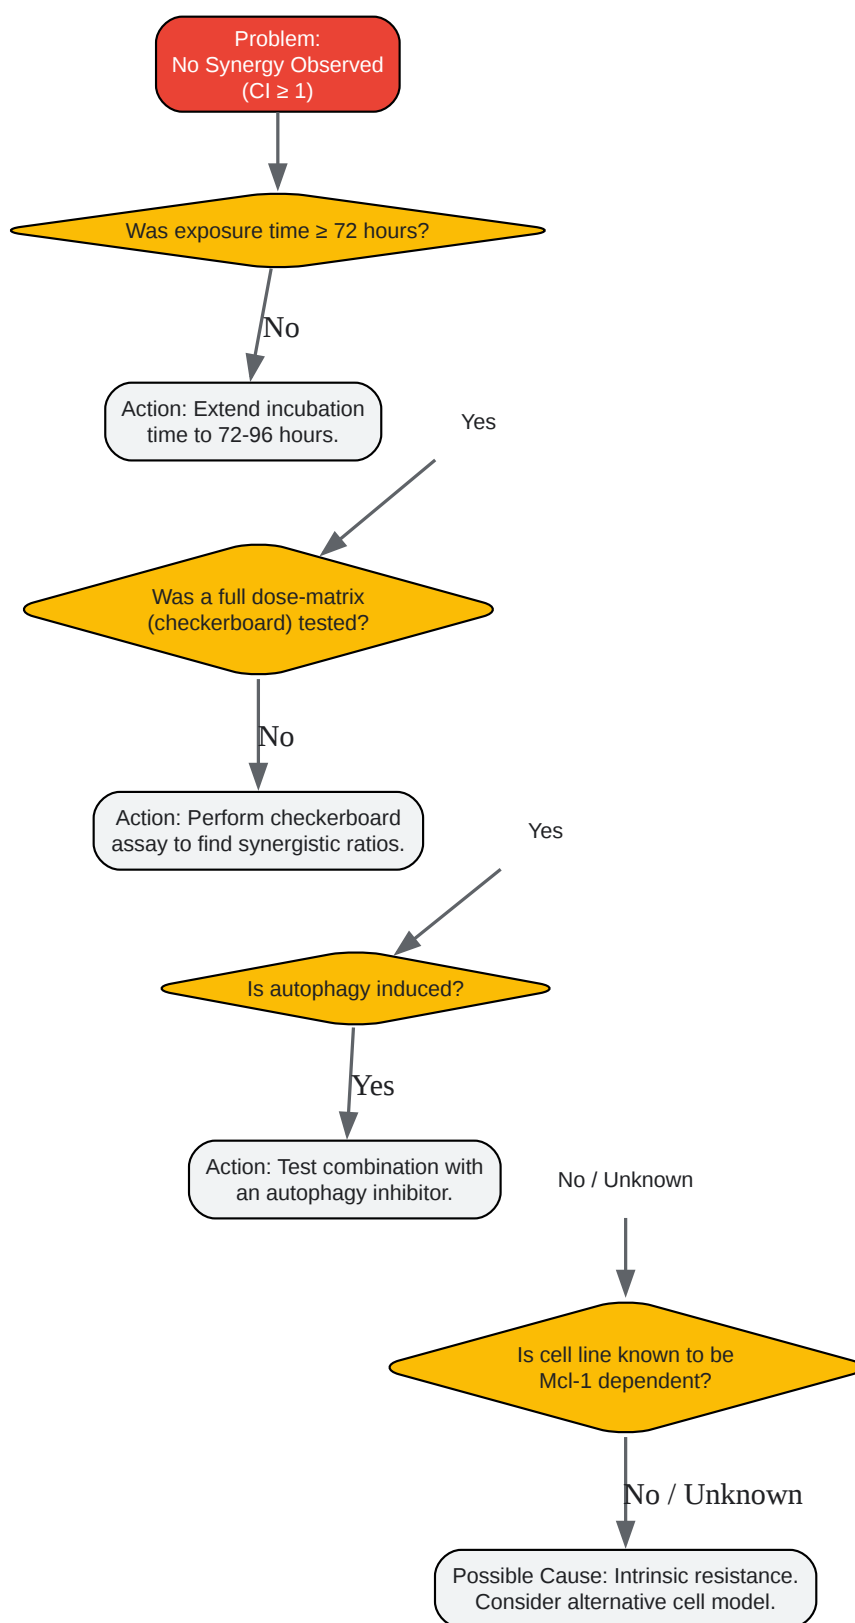 Problem:
No Synergy Observed
(CI ≥ 1)
Was exposure time ≥ 72 hours?
No
Action: Extend incubation
time to 72-96 hours.
Yes
Was a full dose-matrix
(checkerboard) tested?
No
Action: Perform checkerboard
assay to find synergistic ratios.
Yes
Is autophagy induced?
Yes
Action: Test combination with
an autophagy inhibitor.
No / Unknown
Is cell line known to be
Mcl-1 dependent?
No / Unknown
Possible Cause: Intrinsic resistance.
Consider alternative cell model.